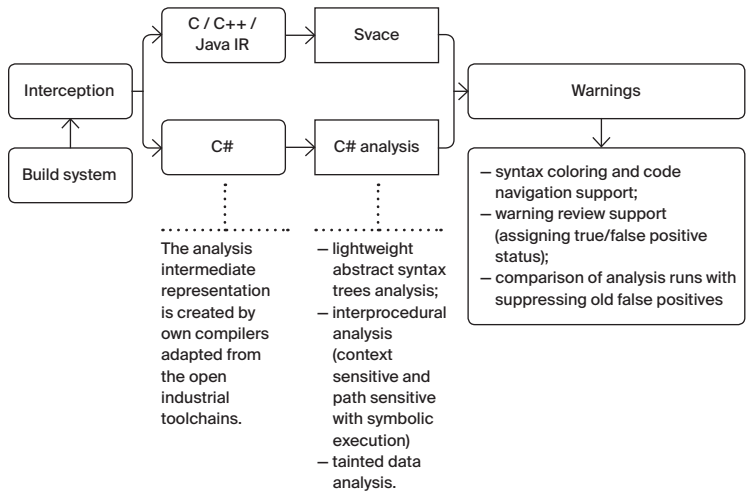 C / C++ /
Java IR
Svace
Interception
Warnings
C#
C# analysis
Build system
— syntax coloring and code
navigation support;
— warning review support
(assigning true/false positive
status);
— comparison of analysis runs with
suppressing old false positives
The analysis
intermediate
representation
is created by
own compilers
adapted from
the open
industrial
toolchains.
— lightweight
abstract syntax
trees analysis;
— interprocedural
analysis
(context
sensitive and
path sensitive
with symbolic
execution)
— tainted data
analysis.